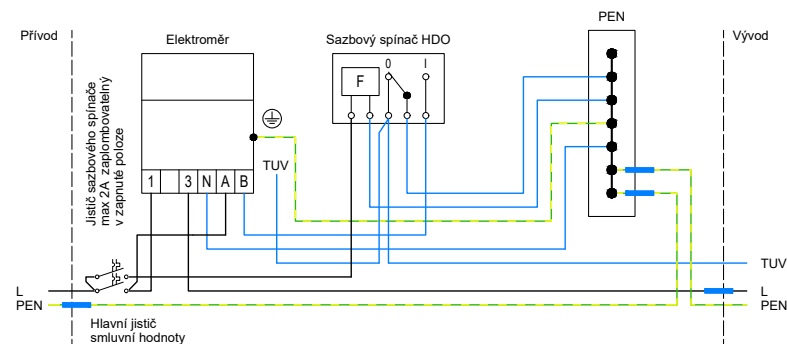 PEN
Přívod
Elektroměr
Sazbový spínač HDO
Vývod
0
I
F
Jistič sazbového spínače
max 2A zaplombovatelný
v zapnuté poloze
TUV
1
3
N
A
B
TUV
L
L
PEN
PEN
Hlavní jistič
smluvní hodnoty